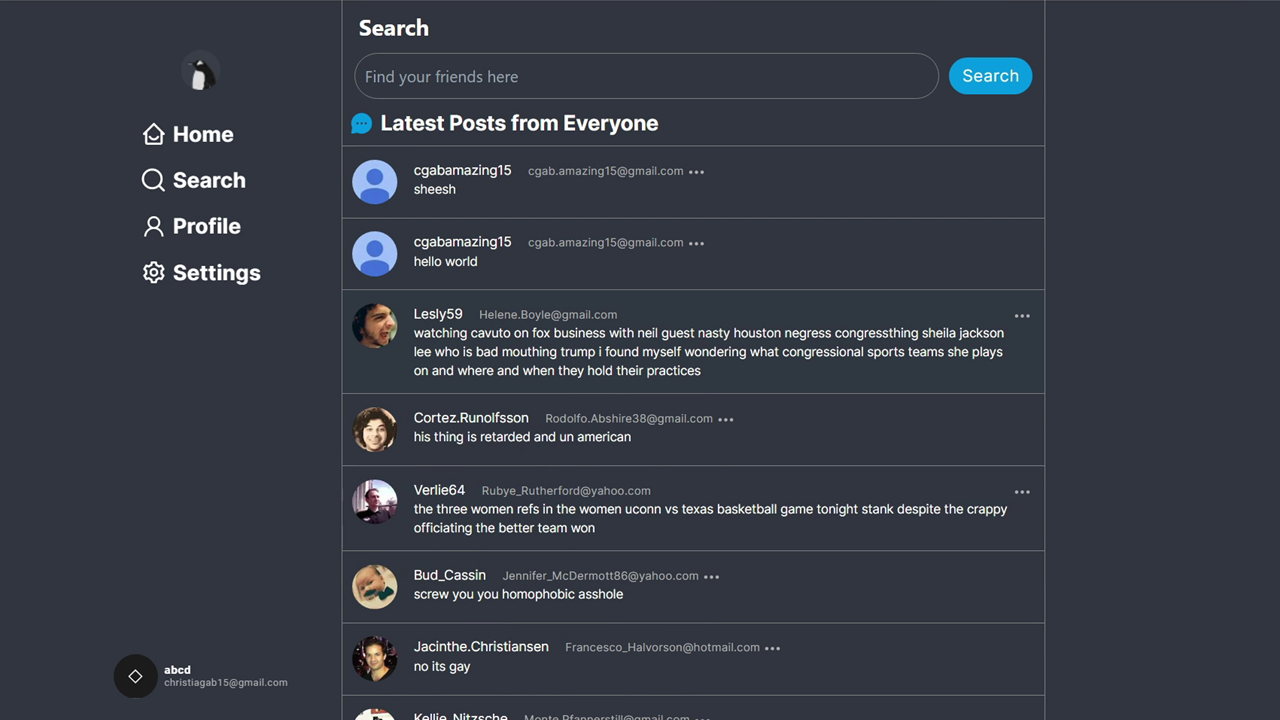 Search
Find your friends here
Search
Latest Posts from Everyone
Home
Search
Profile
Settings
cgabamazing15 cgab.amazing15@gmail.com
sheesh
cgabamazing15 cgab.amazing15@gmail.com
hello world
Lesly59 Helene.Boyle@gmail.com
watching cavuto on fox business with neil guest nasty houston negress congressthing sheila jackson
lee who is bad mouthing trump i found myself wondering what congressional sports teams she plays
on and where and when they hold their practices
Cortez.Runolfsson Rodolfo.Abshire38@gmail.com
his thing is retarded and un american
Verlie64 Rubye_Rutherford@yahoo.com
the three women refs in the women uconn vs texas basketball game tonight stank despite the crappy
officiating the better team won
Bud_Cassin Jennifer_McDermott86@yahoo.com
screw you you homophobic asshole
Jacinthe.Christiansen Francesco_Halvorson@hotmail.com
no its gay
Kellie_Nitzsche Monte.Pfannerstill@gmail.com
abcd
christiagab15@gmail.com